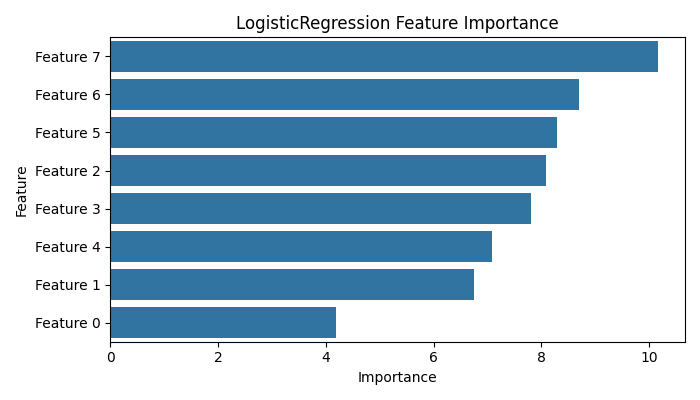 LogisticRegression Feature Importance
Feature 7
Feature 6
Feature 5
Feature 2
Feature 3
Feature 4
Feature 1
Feature 0
Feature
0 2 4 6 8 10
Importance